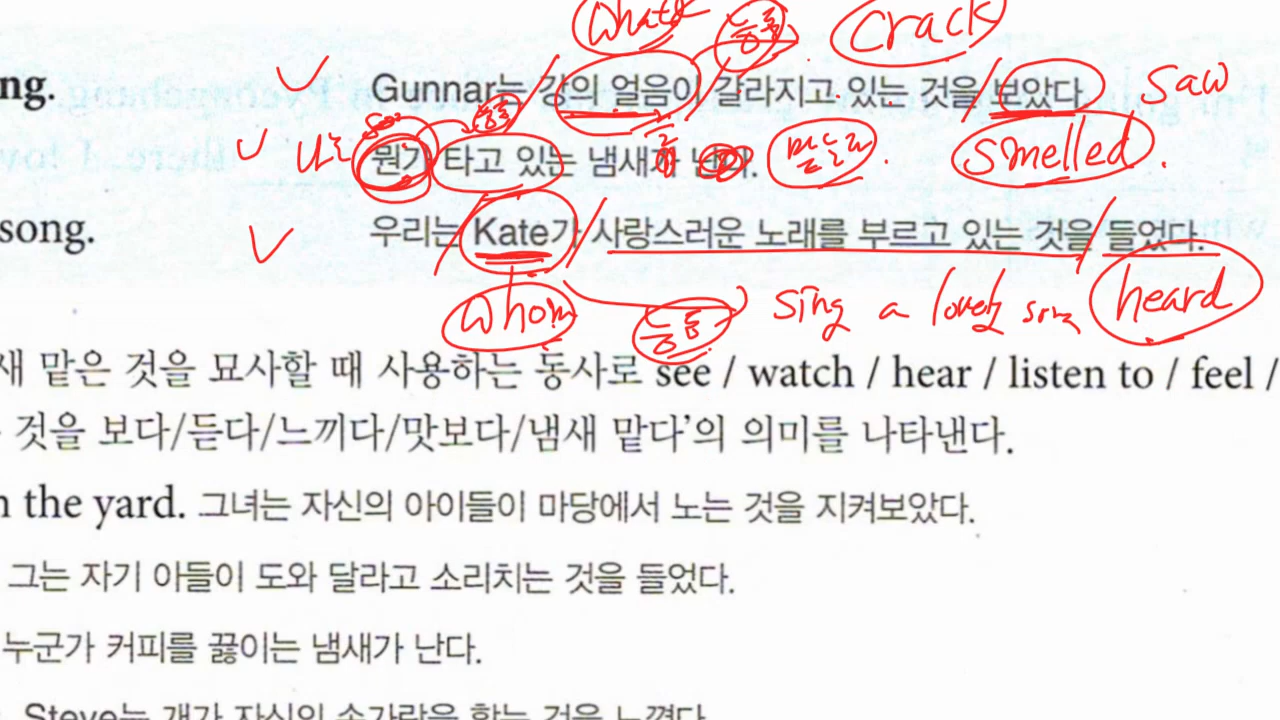 what 능동 crack
ng. Gunnar는 강의 얼음이 갈라지고 있는 것을 보았다. saw
나는 뭔가 타고 있는 냄새가 난다. smelled.
song. 우리는 Kate가 사랑스러운 노래를 부르고 있는 것을 들었다.
whom 능동 sing a lovely song heard
새 맡은 것을 묘사할 때 사용하는 동사로 see / watch / hear / listen to / feel /
것을 보다/듣다/느끼다/맛보다/냄새 맡다'의 의미를 나타낸다.
n the yard. 그녀는 자신의 아이들이 마당에서 노는 것을 지켜보았다.
그는 자기 아들이 도와 달라고 소리치는 것을 들었다.
누군가 커피를 끓이는 냄새가 난다.
Steve는 개가 자신의 손가락을 핥는 것을 느꼈다.